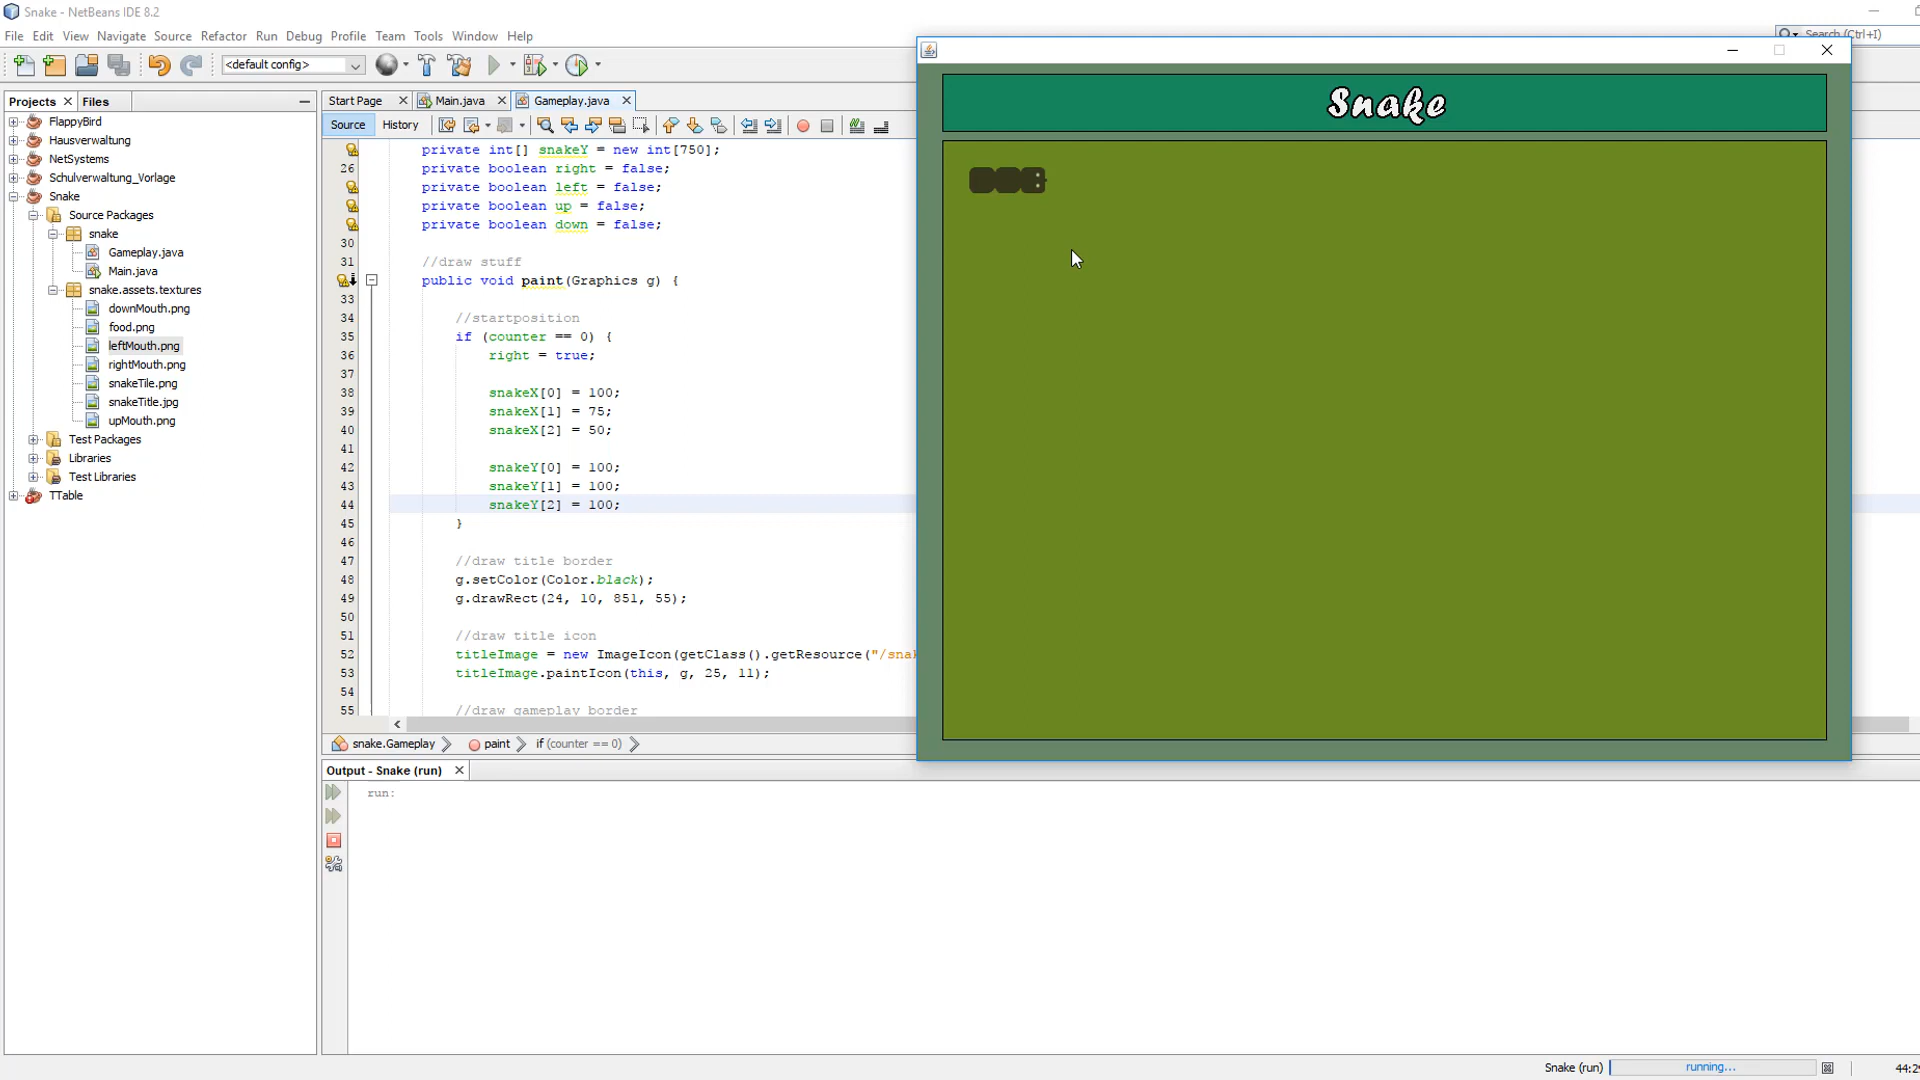 Snake - NetBeans IDE 8.2
File Edit View Navigate Source Refactor Run Debug Profile Team Tools Window Help
Search (Ctrl+I)
<default config>
Projects Files
Start Page Main.java Gameplay.java
Source History
FlappyBird
Hausverwaltung
NetSystems
Schulverwaltung_Vorlage
Snake
Source Packages
snake
Gameplay.java
Main.java
snake.assets.textures
downMouth.png
food.png
leftMouth.png
rightMouth.png
snakeTile.png
snakeTitle.jpg
upMouth.png
Test Packages
Libraries
Test Libraries
TTable
private int[] snakeY = new int[750];
26 private boolean right = false;
private boolean left = false;
private boolean up = false;
private boolean down = false;
30
31 //draw stuff
public void paint(Graphics g) {
33
34 //startposition
35 if (counter == 0) {
36 right = true;
37
38 snakeX[0] = 100;
39 snakeX[1] = 75;
40 snakeX[2] = 50;
41
42 snakeY[0] = 100;
43 snakeY[1] = 100;
44 snakeY[2] = 100;
45 }
46
47 //draw title border
48 g.setColor(Color.black);
49 g.drawRect(24, 10, 851, 55);
50
51 //draw title icon
52 titleImage = new ImageIcon(getClass().getResource("/snak
53 titleImage.paintIcon(this, g, 25, 11);
54
55 //draw gameplay border
snake.Gameplay paint if (counter == 0)
Output - Snake (run)
run:
Snake
Snake (run) running...